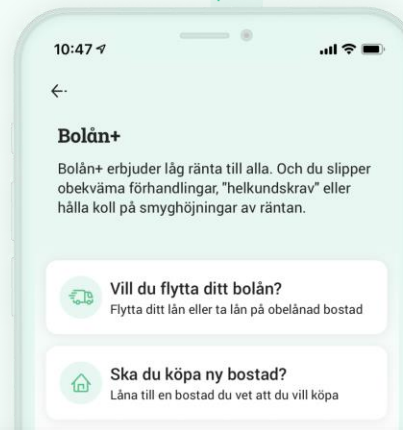 10:47
Bolån+
Bolån+ erbjuder låg ränta till alla. Och du slipper
obekväma förhandlingar, "helkundskrav" eller
hålla koll på smyghöjningar av räntan.
Vill du flytta ditt bolån?
Flytta ditt lån eller ta lån på obelånad bostad
Ska du köpa ny bostad?
Låna till en bostad du vet att du vill köpa